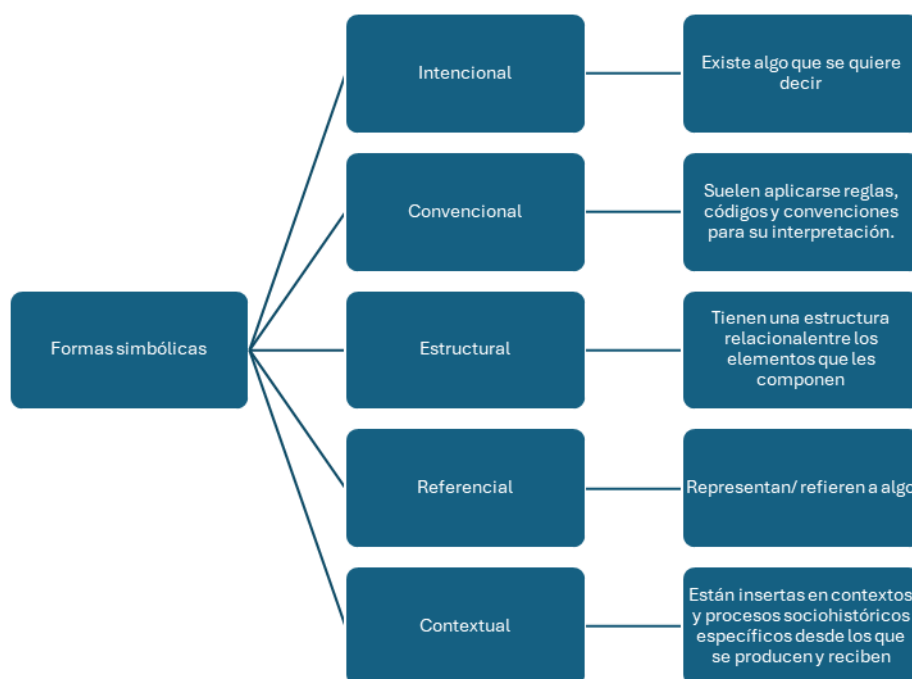 Formas simbólicas
Intencional
Existe algo que se quiere
decir
Convencional
Suelen aplicarse reglas,
códigos y convenciones
para su interpretación.
Estructural
Tienen una estructura
relacionalentre los
elementos que les
componen
Referencial
Representan/ refieren a algo
Contextual
Están insertas en contextos
y procesos sociohistóricos
específicos desde los que
se producen y reciben